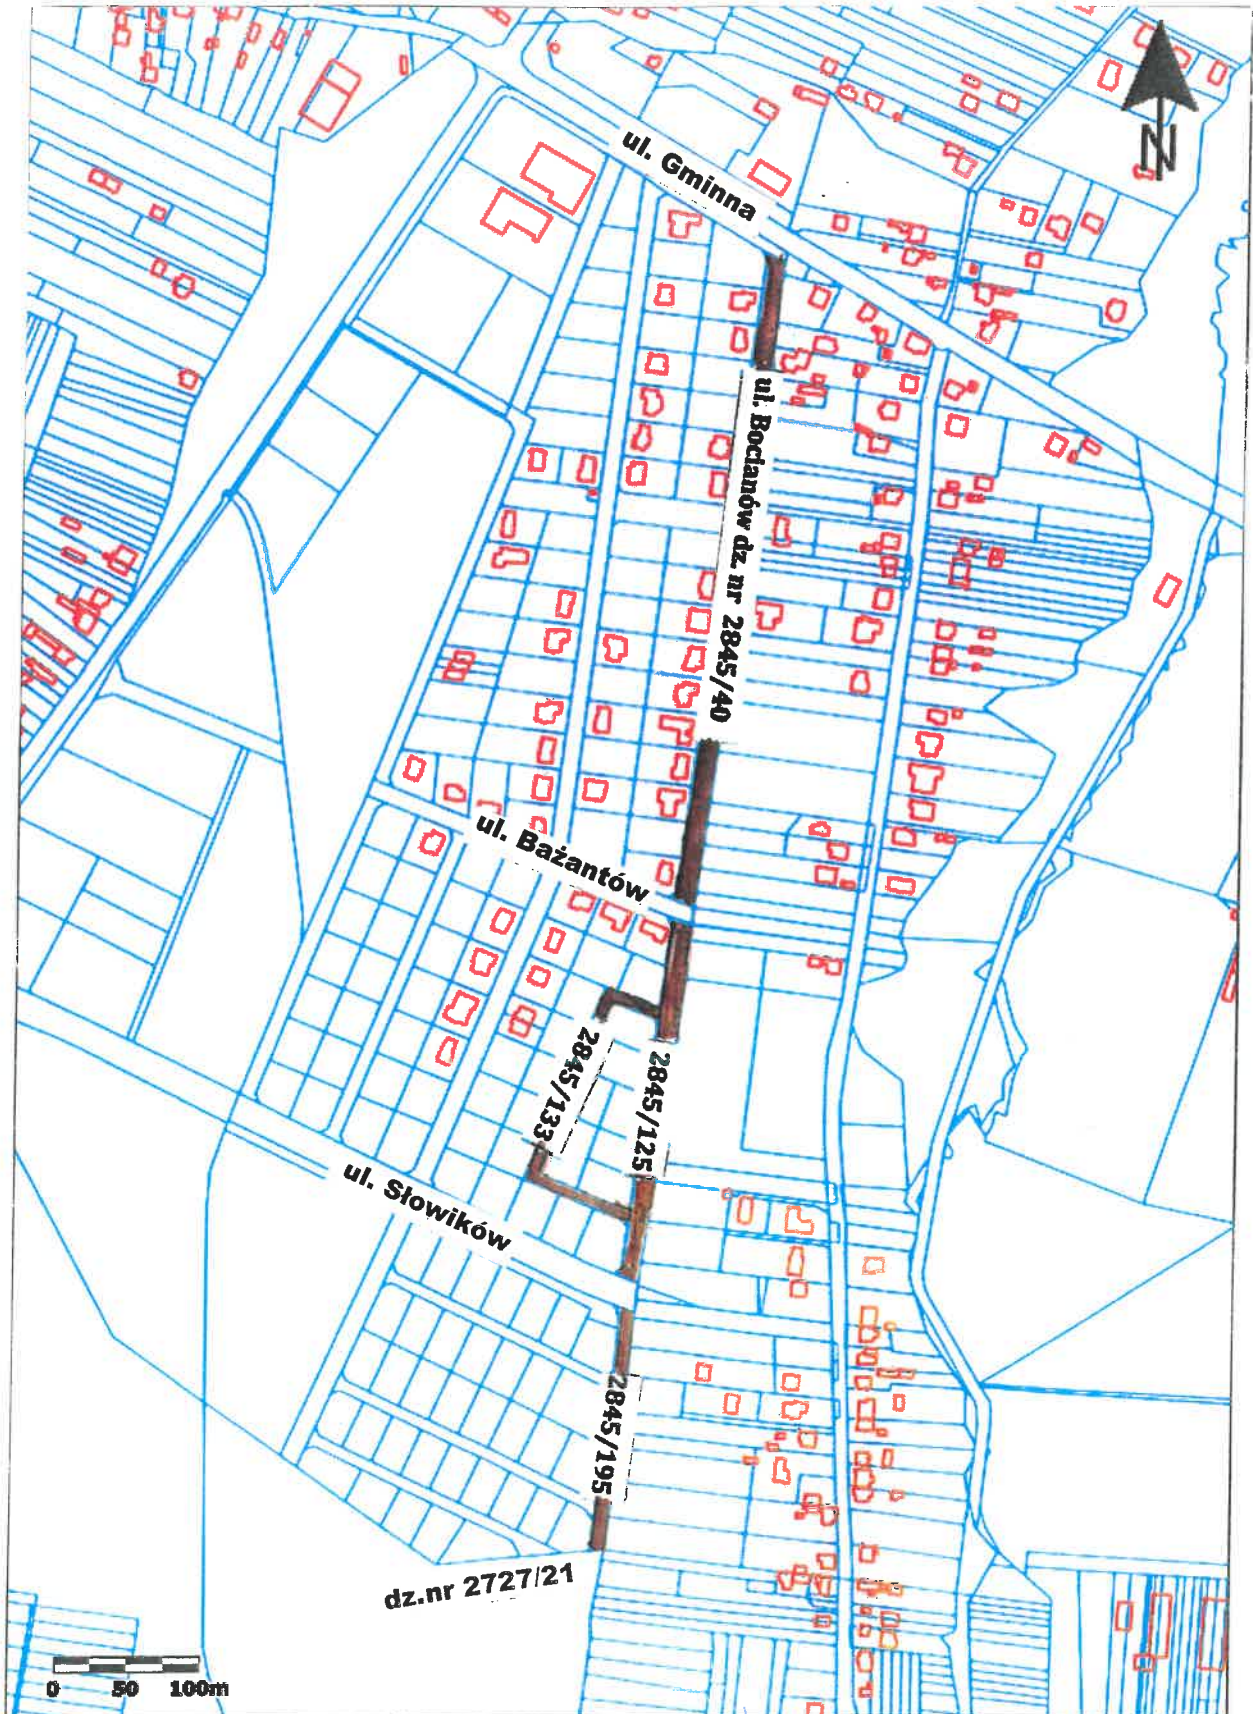 N
ul. Gminna
ul. Bocianów dz. nr 2845/40
ul. Bażantów
2845/133
2845/125
ul. Słowików
2845/195
dz.nr 2727/21
0 50 100m